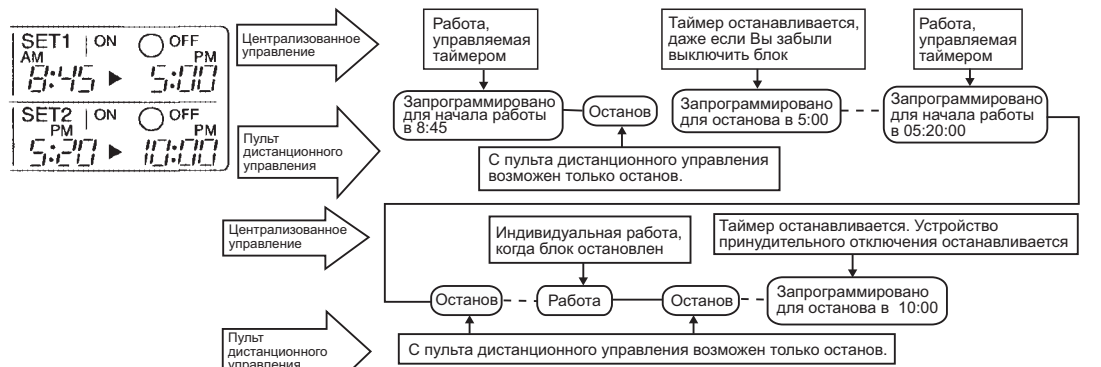 SET1 ON OFF
AM PM
8:45 ▶ 5:00
SET2 ON OFF
PM PM
5:20 ▶ 10:00
Централизованное
управление
Пульт
дистанционного
управления
Работа,
управляемая
таймером
Таймер останавливается,
даже если Вы забыли
выключить блок
Работа,
управляемая
таймером
Запрограммировано
для начала работы
в 8:45
Останов
Запрограммировано
для останова в 5:00
Запрограммировано
для начала работы
в 05:20:00
С пульта дистанционного управления
возможен только останов.
Централизованное
управление
Индивидуальная работа,
когда блок остановлен
Таймер останавливается. Устройство
принудительного отключения останавливается
Останов
Работа
Останов
Запрограммировано
для останова в 10:00
Пульт
дистанционного
управления
С пульта дистанционного управления возможен только останов.